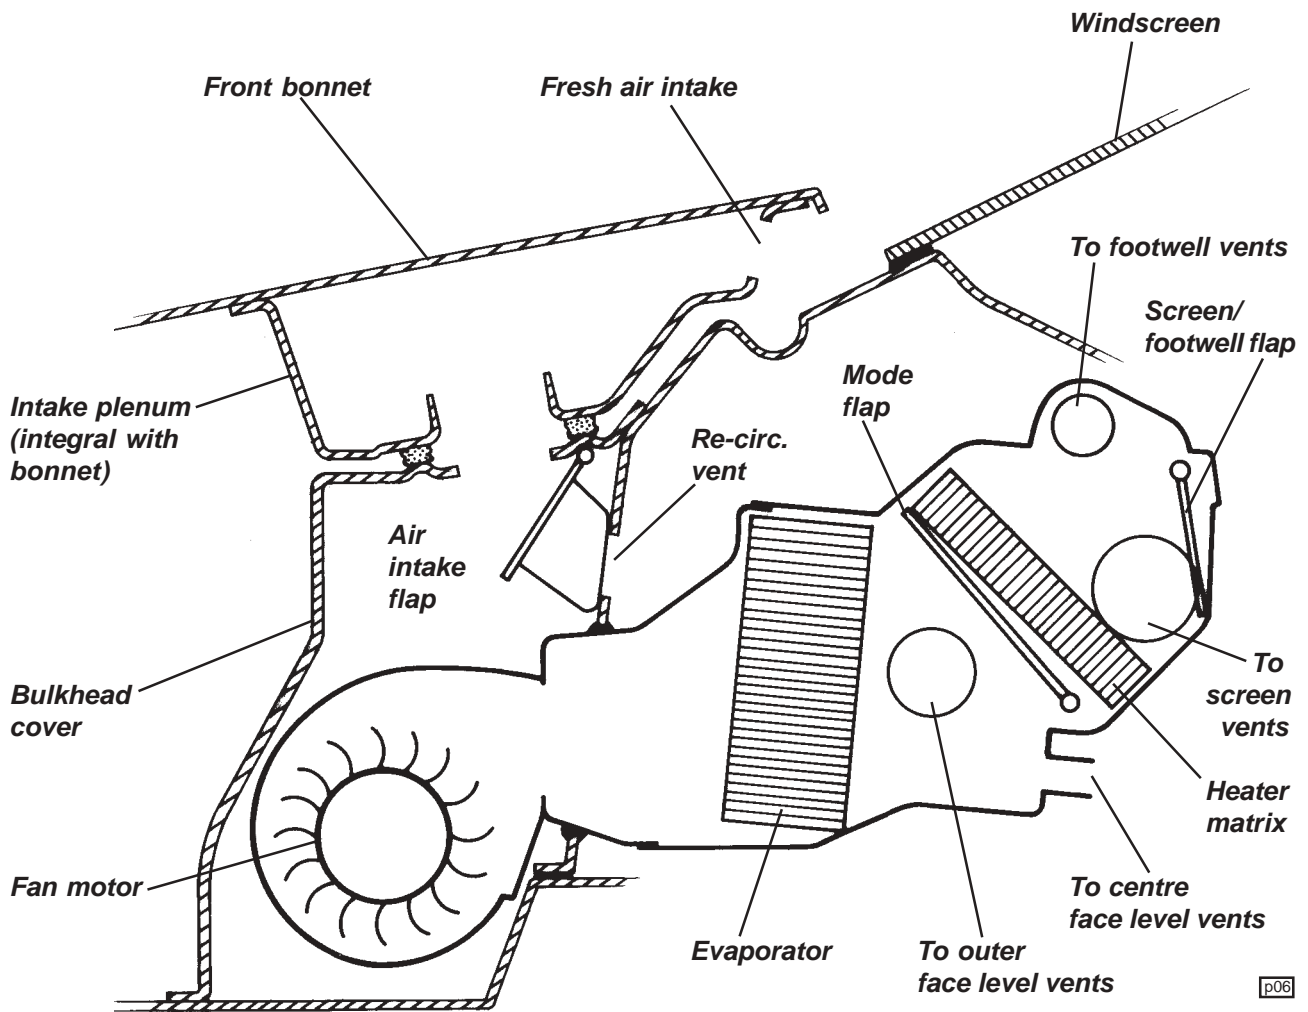 Windscreen
Front bonnet
Fresh air intake
To footwell vents
Screen/
footwell flap
Mode
flap
Intake plenum
(integral with
bonnet)
Re-circ.
vent
Air
intake
flap
Bulkhead
cover
To
screen
vents
Heater
matrix
Fan motor
To centre
face level vents
Evaporator
To outer
face level vents
p06